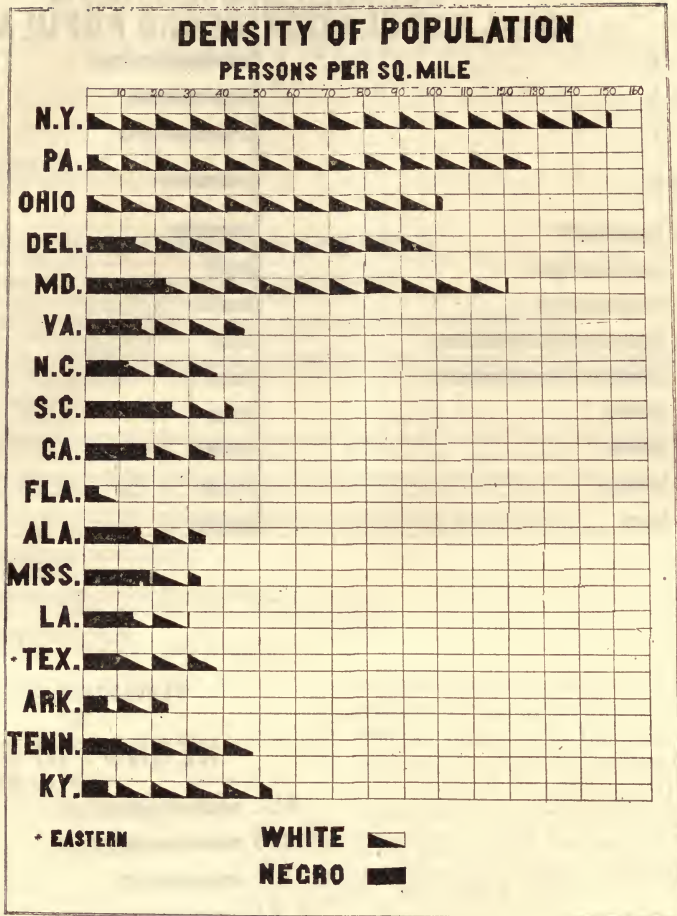 DENSITY OF POPULATION
PERSONS PER SQ. MILE
10 20 30 40 50 60 70 80 90 100 110 120 130 140 150 160
N.Y.
PA.
OHIO
DEL.
MD.
VA.
N.C.
S.C.
GA.
FLA.
ALA.
MISS.
LA.
* TEX.
ARK.
TENN.
KY.
* EASTERN
WHITE
NEGRO